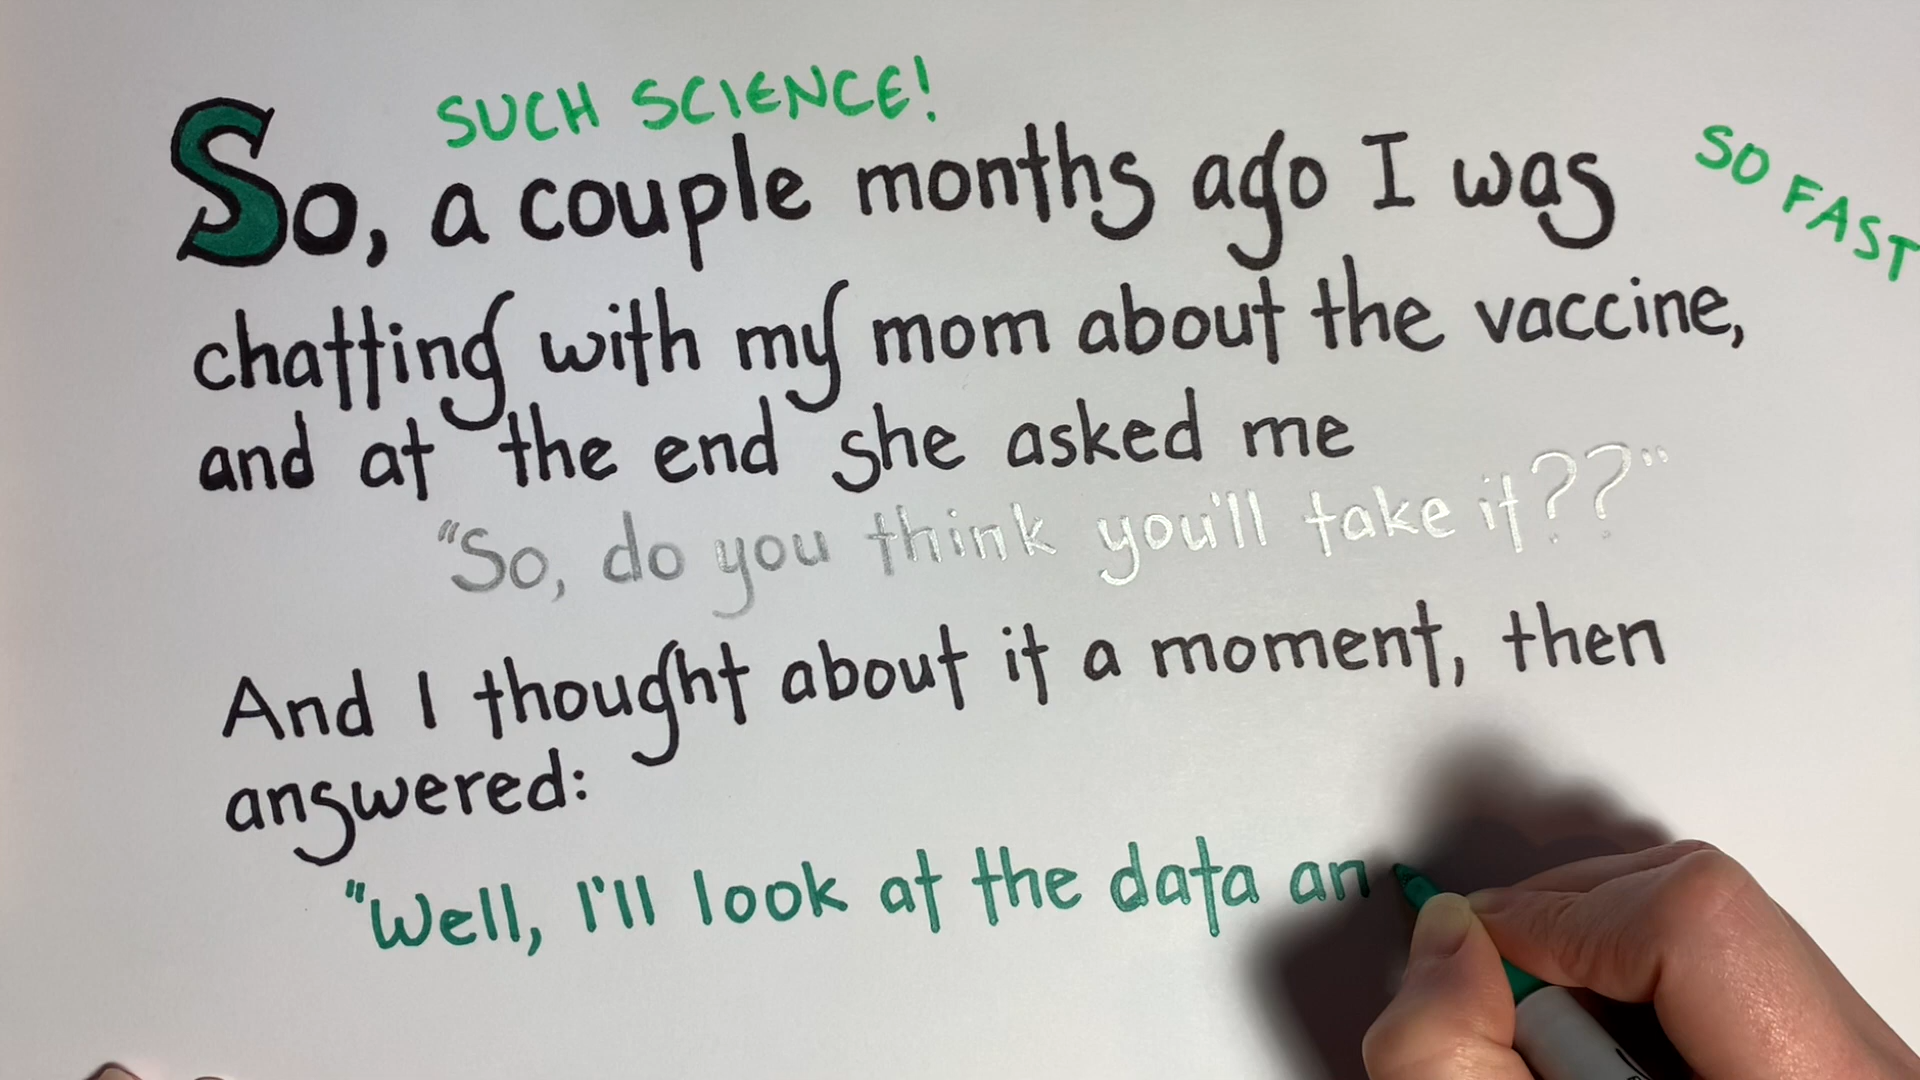 SUCH SCIENCE!
SO FAST
So, a couple months ago I was
chatting with my mom about the vaccine,
and at the end she asked me
"So, do you think you'll take it??"
And I thought about it a moment, then
answered:
"Well, I'll look at the data an